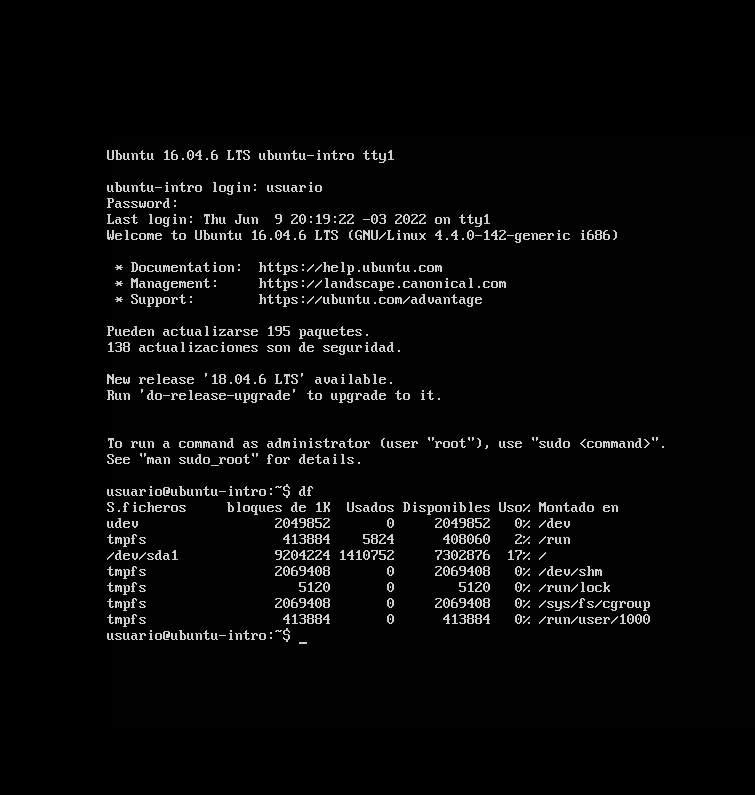 Ubuntu 16.04.6 LTS ubuntu-intro tty1
ubuntu-intro login: usuario
Password:
Last login: Thu Jun  9 20:19:22 -03 2022 on tty1
Welcome to Ubuntu 16.04.6 LTS (GNU/Linux 4.4.0-142-generic i686)
 * Documentation:  https://help.ubuntu.com
 * Management:     https://landscape.canonical.com
 * Support:        https://ubuntu.com/advantage
Pueden actualizarse 195 paquetes.
138 actualizaciones son de seguridad.
New release '18.04.6 LTS' available.
Run 'do-release-upgrade' to upgrade to it.
To run a command as administrator (user "root"), use "sudo <command>".
See "man sudo_root" for details.
usuario@ubuntu-intro:~$ df
S.ficheros     bloques de 1K  Usados Disponibles Uso% Montado en
udev                 2049852       0     2049852   0% /dev
tmpfs                 413884    5824      408060   2% /run
/dev/sda1            9204224 1410752     7302876  17% /
tmpfs                2069408       0     2069408   0% /dev/shm
tmpfs                   5120       0        5120   0% /run/lock
tmpfs                2069408       0     2069408   0% /sys/fs/cgroup
tmpfs                 413884       0      413884   0% /run/user/1000
usuario@ubuntu-intro:~$ _